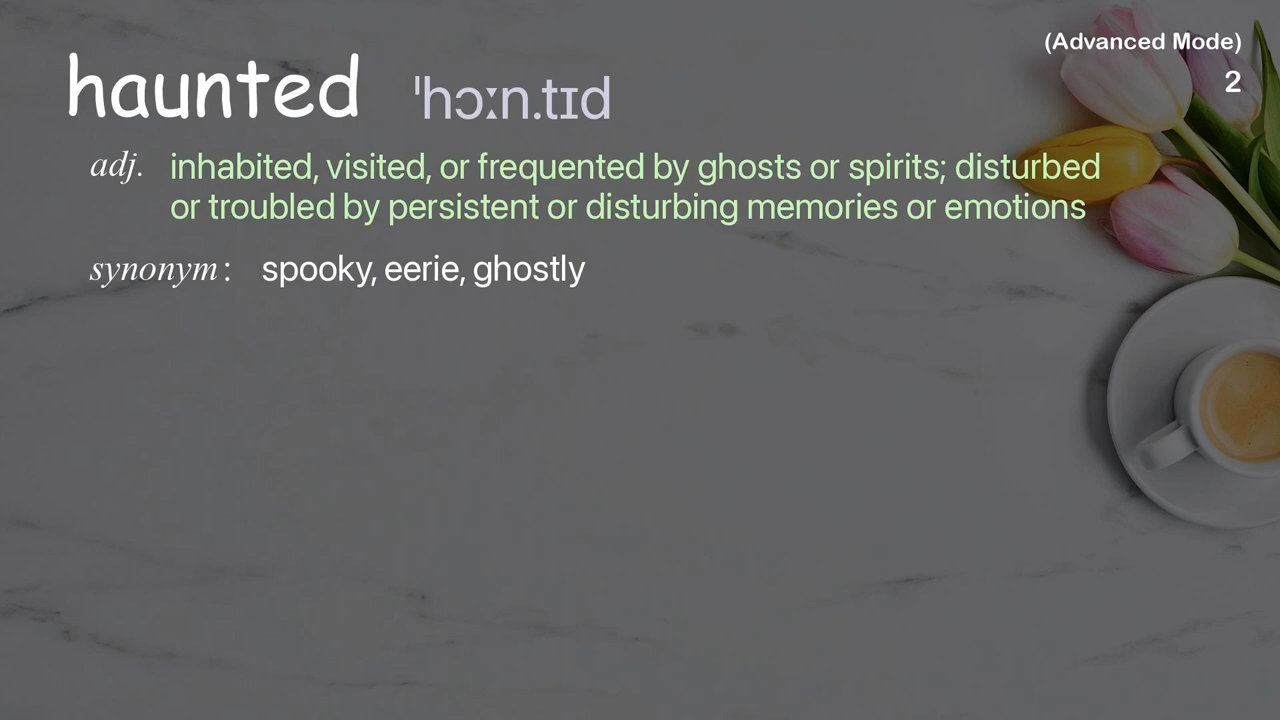 (Advanced Mode)
2
haunted ˈhɔːn.tɪd
adj. inhabited, visited, or frequented by ghosts or spirits; disturbed
or troubled by persistent or disturbing memories or emotions
synonym: spooky, eerie, ghostly